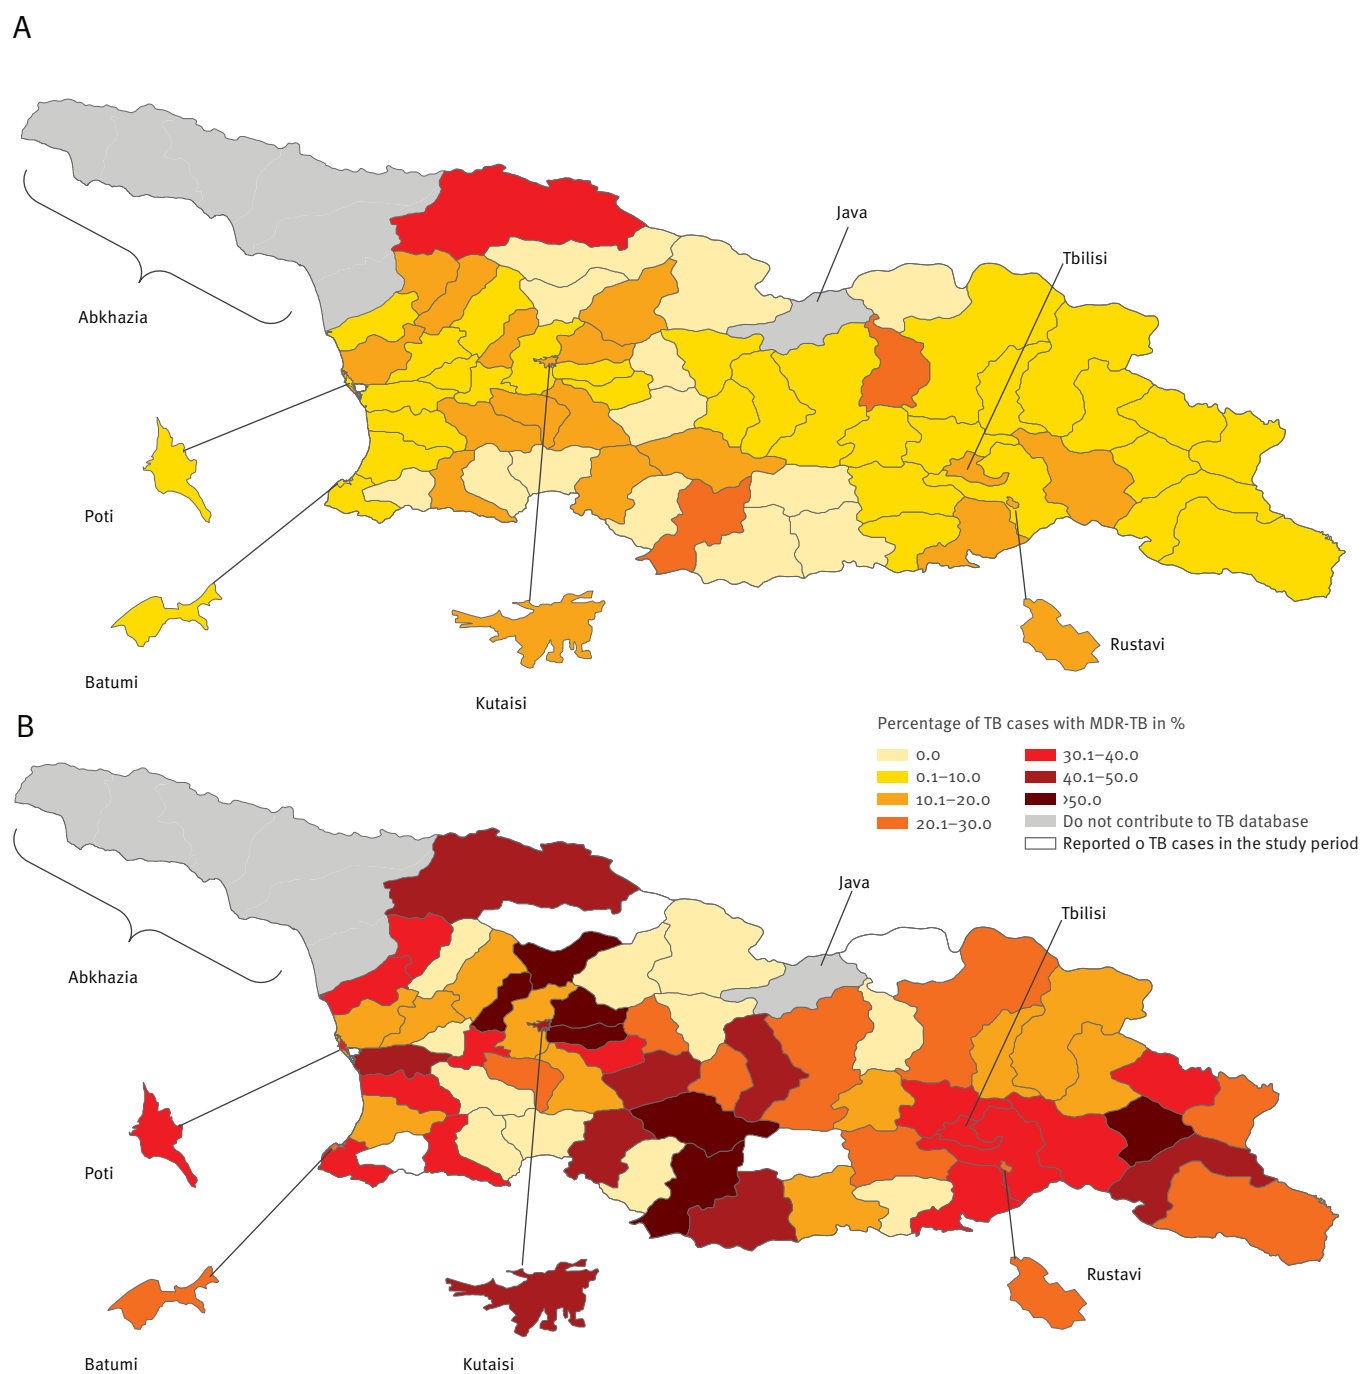 A
Java
Tbilisi
Abkhazia
Poti
Batumi
Kutaisi
Rustavi
B
Percentage of TB cases with MDR-TB in %
0.0
0.1–10.0
10.1–20.0
20.1–30.0
30.1–40.0
40.1–50.0
>50.0
Do not contribute to TB database
Reported 0 TB cases in the study period
Java
Tbilisi
Abkhazia
Poti
Batumi
Kutaisi
Rustavi